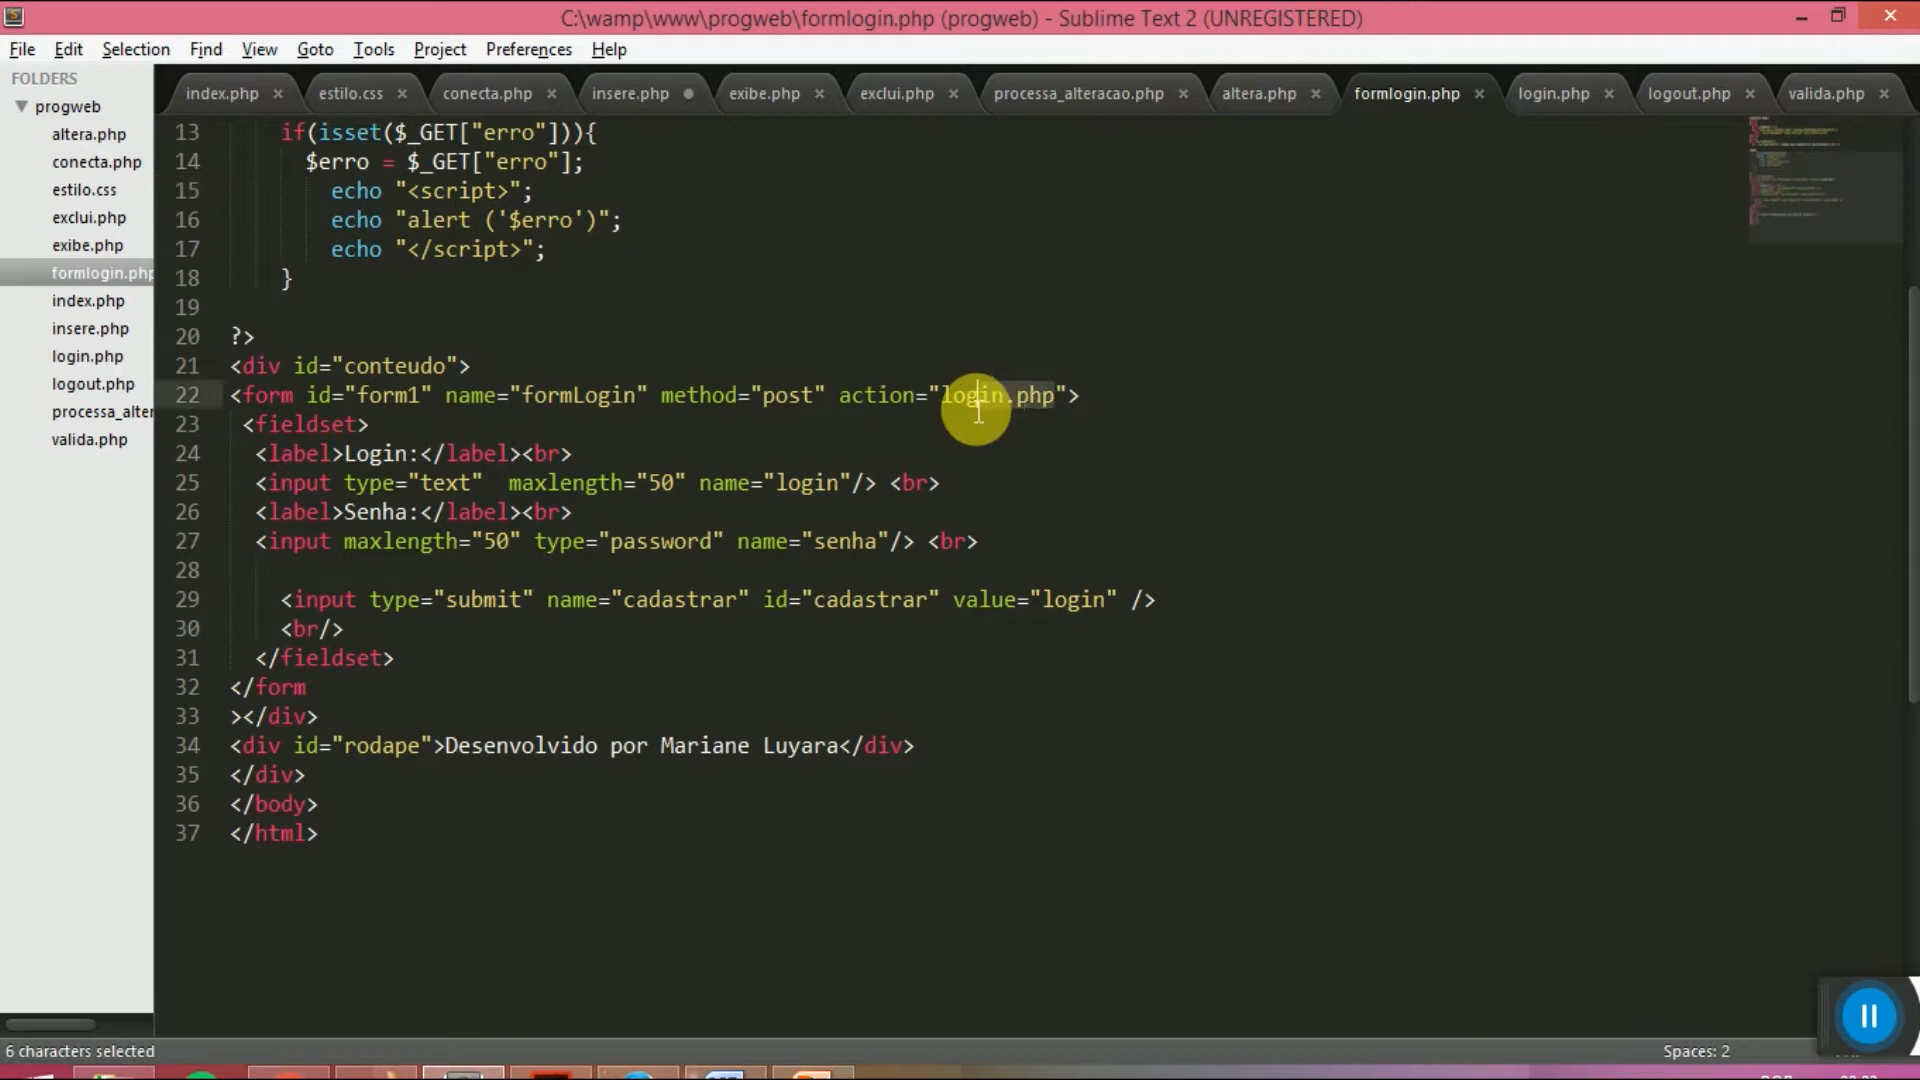 C:\wamp\www\progweb\formlogin.php (progweb) - Sublime Text 2 (UNREGISTERED)
File Edit Selection Find View Goto Tools Project Preferences Help
FOLDERS
progweb
altera.php
conecta.php
estilo.css
exclui.php
exibe.php
formlogin.php
index.php
insere.php
login.php
logout.php
processa_alter
valida.php
index.php × estilo.css × conecta.php × insere.php exibe.php × exclui.php × processa_alteracao.php × altera.php × formlogin.php × login.php × logout.php × valida.php ×
13 if(isset($_GET["erro"])){
14 $erro = $_GET["erro"];
15 echo "<script>";
16 echo "alert ('$erro')";
17 echo "</script>";
18 }
19
20 ?>
21 <div id="conteudo">
22 <form id="form1" name="formLogin" method="post" action="login.php">
23 <fieldset>
24 <label>Login:</label><br>
25 <input type="text"  maxlength="50" name="login"/> <br>
26 <label>Senha:</label><br>
27 <input maxlength="50" type="password" name="senha"/> <br>
28
29 <input type="submit" name="cadastrar" id="cadastrar" value="login" />
30 <br/>
31 </fieldset>
32 </form
33 ></div>
34 <div id="rodape">Desenvolvido por Mariane Luyara</div>
35 </div>
36 </body>
37 </html>
6 characters selected
Spaces: 2